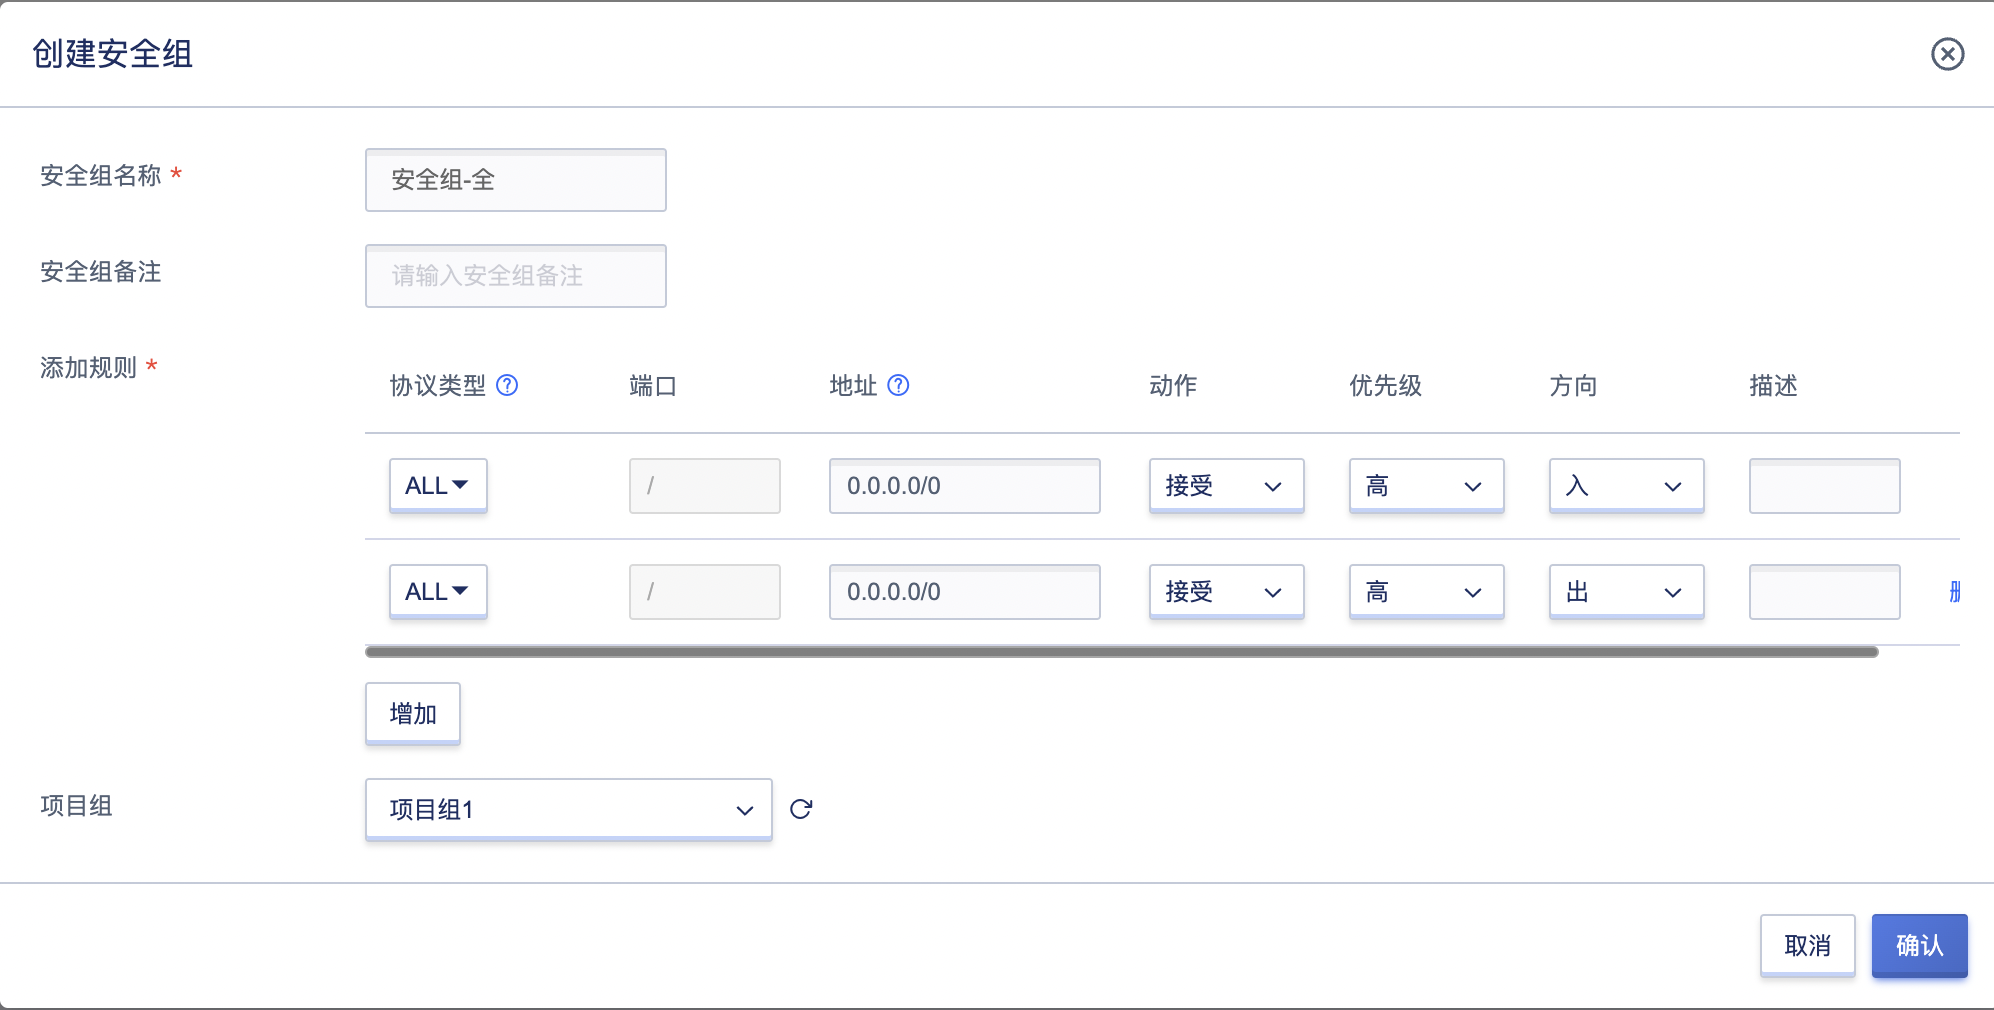 创建安全组
安全组名称 *
安全组-全
安全组备注
请输入安全组备注
添加规则 *
协议类型 端口 地址 动作 优先级 方向 描述
ALL / 0.0.0.0/0 接受 高 入
ALL / 0.0.0.0/0 接受 高 出
增加
项目组
项目组1
取消 确认